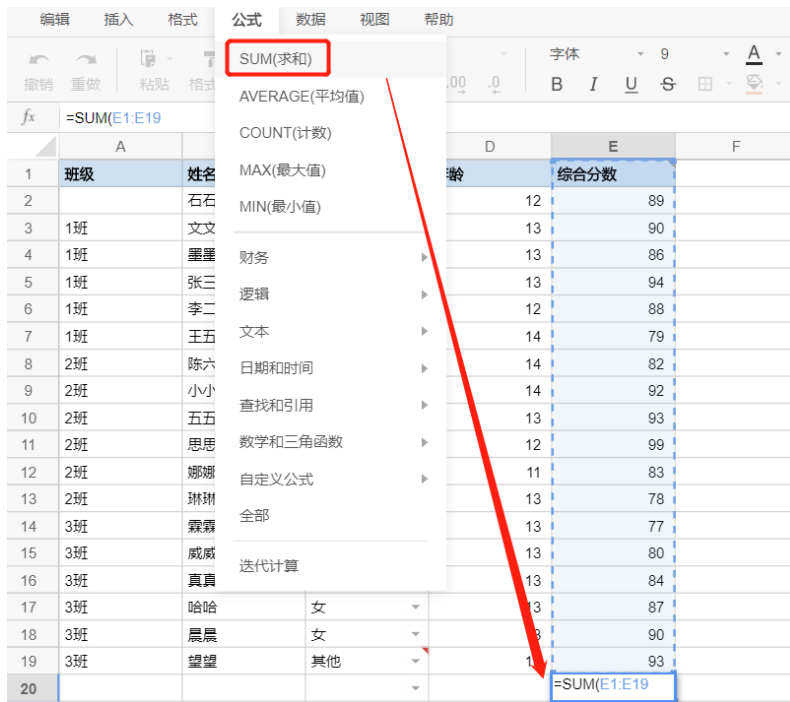 编辑 插入 格式 公式 数据 视图 帮助
SUM(求和) 字体 9 A
撤销 重做 粘贴 格式 .00 .0 B I U S
AVERAGE(平均值)
fx =SUM(E1:E19
COUNT(计数)
A D E F
1 班级 姓名 MAX(最大值) 龄 综合分数
2 石石 MIN(最小值) 12 89
3 1班 文文 13 90
4 1班 墨墨 财务 13 86
5 1班 张三 逻辑 13 94
6 1班 李二 12 88
7 1班 王五 文本 14 79
8 2班 陈六 日期和时间 14 82
9 2班 小小 14 92
10 2班 五五 查找和引用 13 93
11 2班 思思 数学和三角函数 12 99
12 2班 娜娜 自定义公式 11 83
13 2班 琳琳 13 78
14 3班 霖霖 全部 13 77
15 3班 威威 13 80
16 3班 真真 迭代计算 13 84
17 3班 哈哈 女 13 87
18 3班 晨晨 女 3 90
19 3班 望望 其他 1 93
20 =SUM(E1:E19